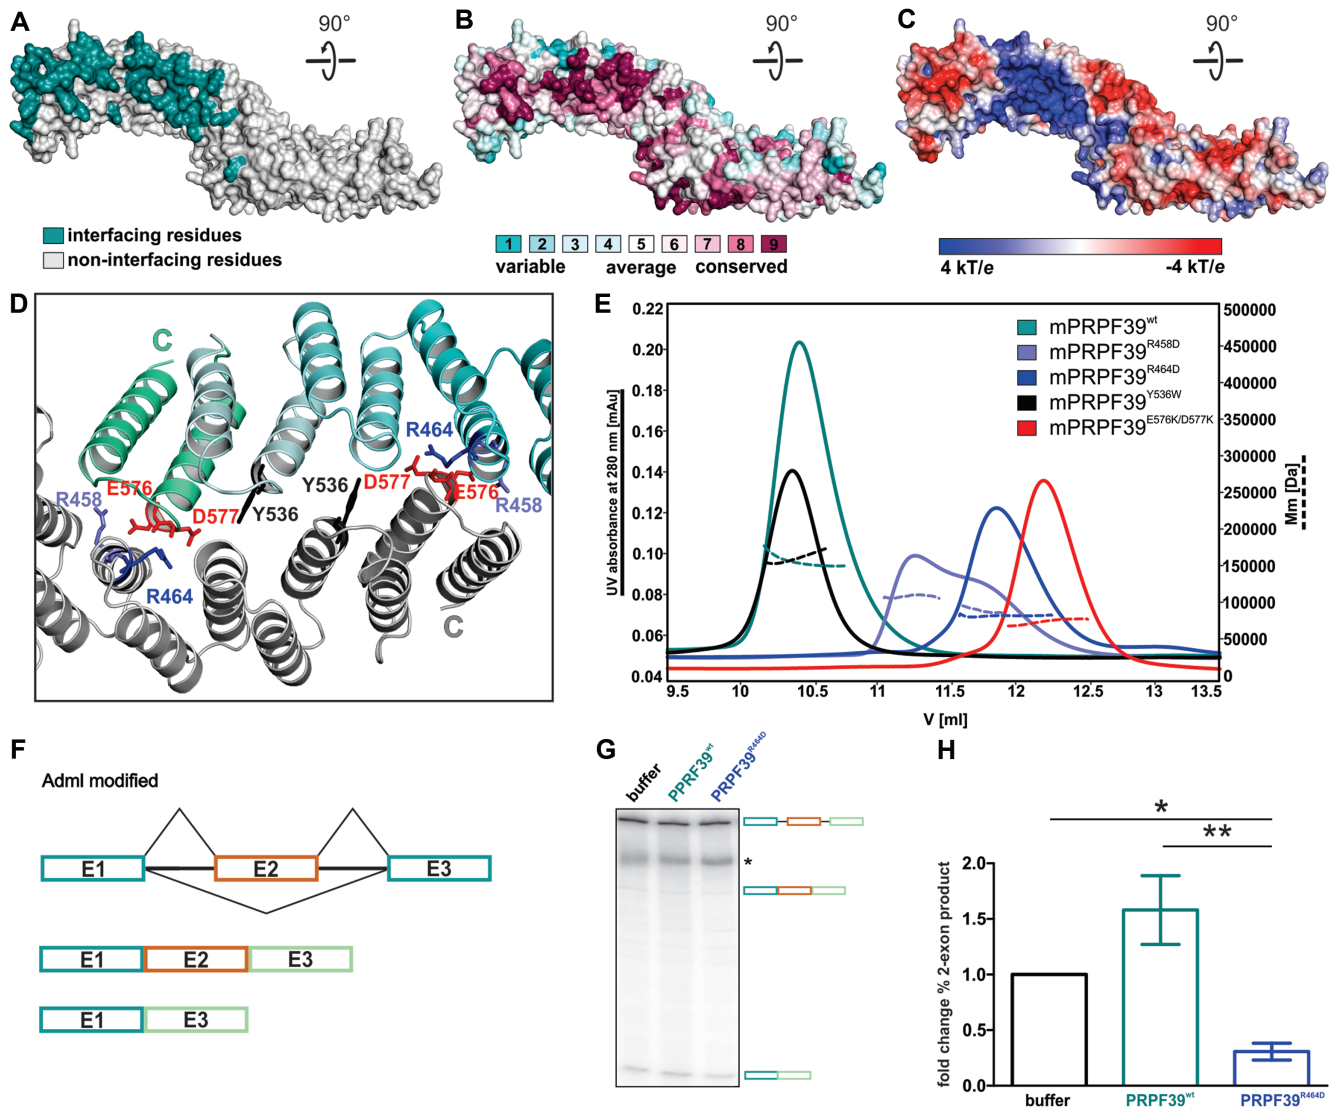 A
90°
interfacing residues
non-interfacing residues
B
90°
1 2 3 4 5 6 7 8 9
variable average conserved
C
90°
4 kT/e -4 kT/e
D
C
R464
E576
R458
D577
Y536
Y536
D577
E576
R458
R464
C
E
0.22
0.20
0.18
0.16
0.14
0.12
0.10
0.08
0.06
0.04
UV absorbance at 280 nm [mAu]
mPRPF39wt
mPRPF39R458D
mPRPF39R464D
mPRPF39Y536W
mPRPF39E576K/D577K
500000
450000
400000
350000
300000
250000
200000
150000
100000
50000
0
Mm [Da]
9.5 10 10.5 11 11.5 12 12.5 13 13.5
V [ml]
F
AdmI modified
E1 E2 E3
E1 E2 E3
E1 E3
G
buffer
PPRF39wt
PRPF39R464D
*
H
*
**
2.0
1.5
1.0
0.5
0.0
fold change % 2-exon product
buffer PRPF39wt PRPF39R464D